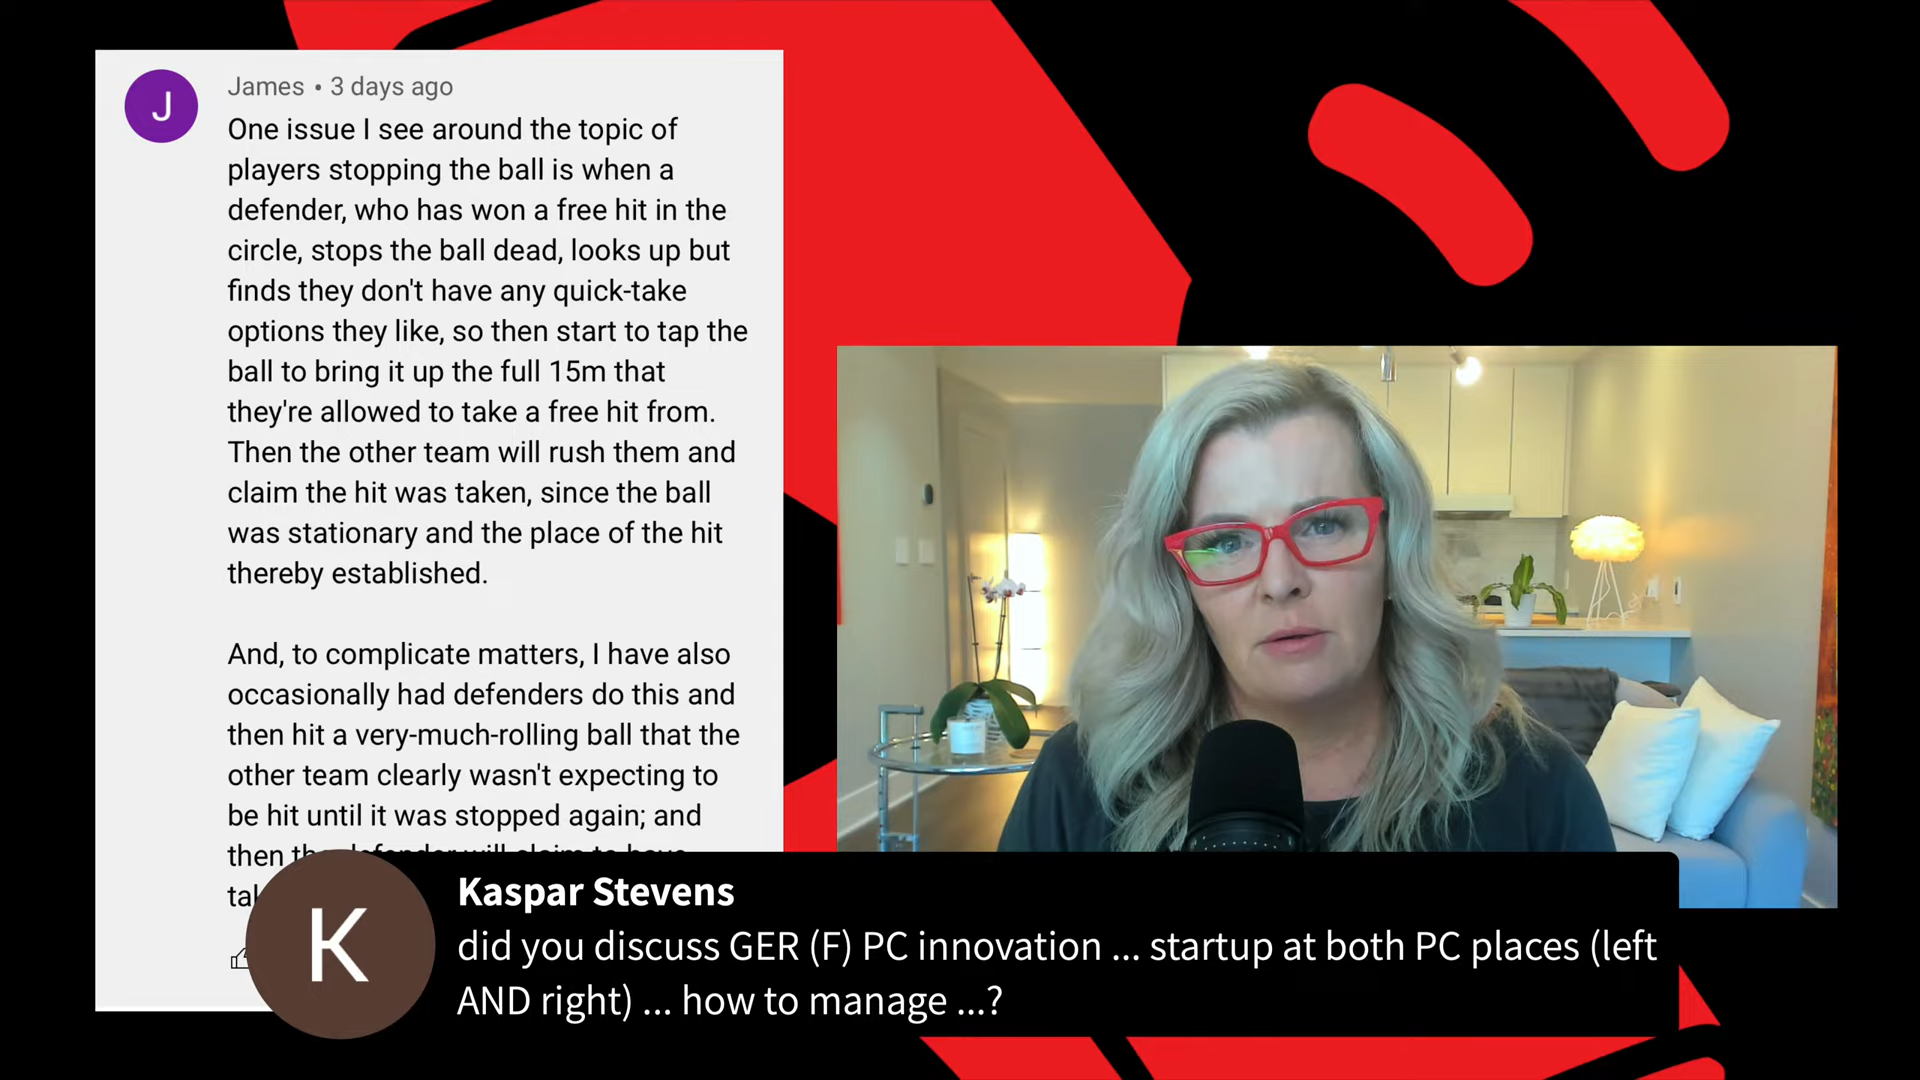 J
James • 3 days ago
One issue I see around the topic of
players stopping the ball is when a
defender, who has won a free hit in the
circle, stops the ball dead, looks up but
finds they don't have any quick-take
options they like, so then start to tap the
ball to bring it up the full 15m that
they're allowed to take a free hit from.
Then the other team will rush them and
claim the hit was taken, since the ball
was stationary and the place of the hit
thereby established.
And, to complicate matters, I have also
occasionally had defenders do this and
then hit a very-much-rolling ball that the
other team clearly wasn't expecting to
be hit until it was stopped again; and
then the defender will claim to have
K
Kaspar Stevens
did you discuss GER (F) PC innovation ... startup at both PC places (left
AND right) ... how to manage ...?